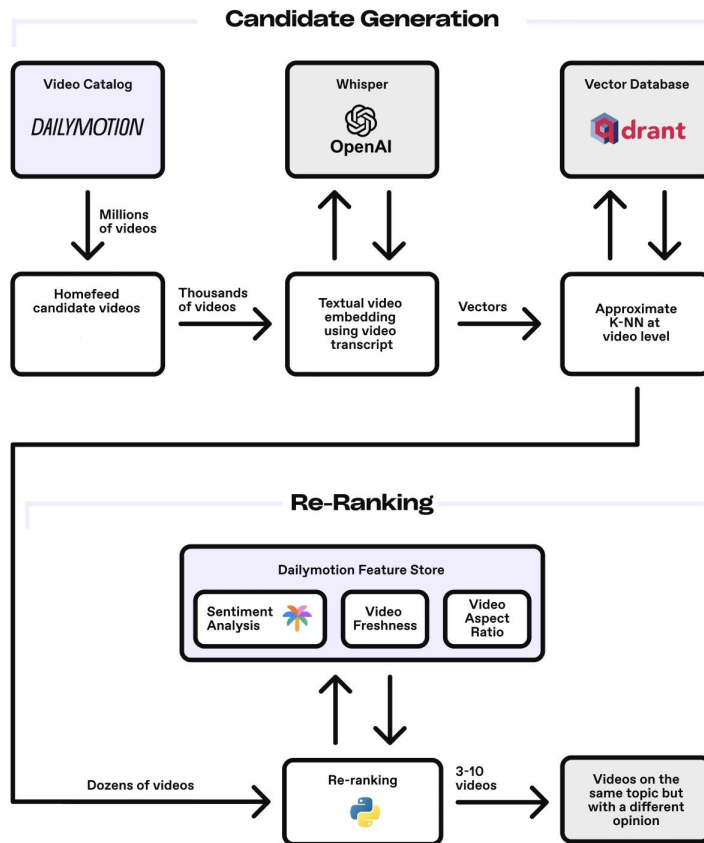 Candidate Generation
Video Catalog
DAILYMOTION
Whisper
OpenAI
Vector Database
qdrant
Millions
of videos
Homefeed
candidate videos
Thousands
of videos
Textual video
embedding
using video
transcript
Vectors
Approximate
K-NN at
video level
Re-Ranking
Dailymotion Feature Store
Sentiment
Analysis
Video
Freshness
Video
Aspect
Ratio
Dozens of videos
Re-ranking
3-10
videos
Videos on the
same topic but
with a different
opinion